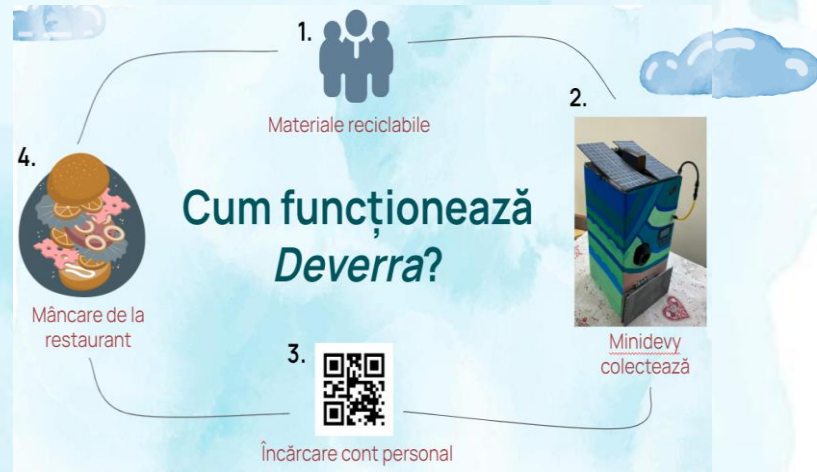 Cum funcționează
Deverra?
1.
Materiale reciclabile
2.
Minidevy
colectează
3.
Încărcare cont personal
4.
Mâncare de la
restaurant